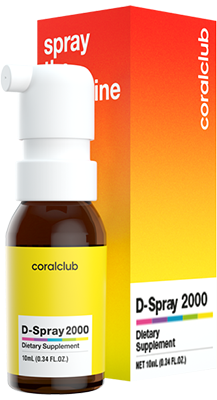 spray
coralclub
D-Spray 2000
Dietary
Supplement
NET 10mL (0.34 FL.OZ.)
coralclub
D-Spray 2000
Dietary Supplement
10mL (0.34 FL.OZ.)